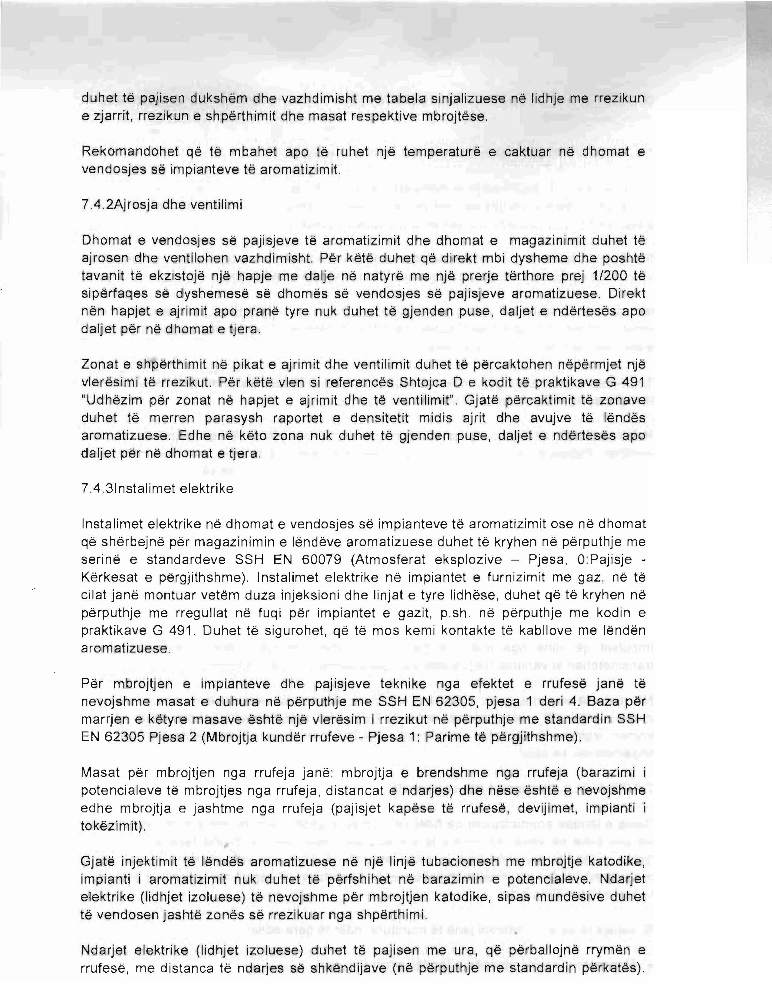 duhet të pajisen dukshëm dhe vazhdimisht me tabela sinjalizuese në lidhje me rrezikun
e zjarrit, rrezikun e shpërthimit dhe masat respektive mbrojtëse.
Rekomandohet që të mbahet apo të ruhet një temperaturë e caktuar në dhomat e
vendosjes së impianteve të aromatizimit.
7.4.2Ajrosja dhe ventilimi
Dhomat e vendosjes së pajisjeve të aromatizimit dhe dhomat e magazinimit duhet të
ajrosen dhe ventilohen vazhdimisht. Për këtë duhet që direkt mbi dysheme dhe poshtë
tavanit të ekzistojë një hapje me dalje në natyrë me një prerje tërthore prej 1/200 të
sipërfaqes së dyshemesë së dhomës së vendosjes së pajisjeve aromatizuese. Direkt
nën hapjet e ajrimit apo pranë tyre nuk duhet të gjenden puse, daljet e ndërtesës apo
daljet për në dhomat e tjera.
Zonat e shpërthimit në pikat e ajrimit dhe ventilimit duhet të përcaktohen nëpërmjet një
vlerësimi të rrezikut. Për këtë vlen si referencës Shtojca D e kodit të praktikave G 491
"Udhëzim për zonat në hapjet e ajrimit dhe të ventilimit". Gjatë përcaktimit të zonave
duhet të merren parasysh raportet e densitetit midis ajrit dhe avujve të lëndës
aromatizuese. Edhe në këto zona nuk duhet të gjenden puse, daljet e ndërtesës apo
daljet për në dhomat e tjera.
7.4.3Instalimet elektrike
Instalimet elektrike në dhomat e vendosjes së impianteve të aromatizimit ose në dhomat
që shërbejnë për magazinimin e lëndëve aromatizuese duhet të kryhen në përputhje me
serinë e standardeve SSH EN 60079 (Atmosferat eksplozive – Pjesa, 0:Pajisje -
Kërkesat e përgjithshme). Instalimet elektrike në impiantet e furnizimit me gaz, në të
cilat janë montuar vetëm duza injeksioni dhe linjat e tyre lidhëse, duhet që të kryhen në
përputhje me rregullat në fuqi për impiantet e gazit, p.sh. në përputhje me kodin e
praktikave G 491. Duhet të sigurohet, që të mos kemi kontakte të kabllove me lëndën
aromatizuese.
Për mbrojtjen e impianteve dhe pajisjeve teknike nga efektet e rrufesë janë të
nevojshme masat e duhura në përputhje me SSH EN 62305, pjesa 1 deri 4. Baza për
marrjen e këtyre masave është një vlerësim i rrezikut në përputhje me standardin SSH
EN 62305 Pjesa 2 (Mbrojtja kundër rrufeve - Pjesa 1: Parime të përgjithshme).
Masat për mbrojtjen nga rrufeja janë: mbrojtja e brendshme nga rrufeja (barazimi i
potencialeve të mbrojtjes nga rrufeja, distancat e ndarjes) dhe nëse është e nevojshme
edhe mbrojtja e jashtme nga rrufeja (pajisjet kapëse të rrufesë, devijimet, impianti i
tokëzimit).
Gjatë injektimit të lëndës aromatizuese në një linjë tubacionesh me mbrojtje katodike,
impianti i aromatizimit nuk duhet të përfshihet në barazimin e potencialeve. Ndarjet
elektrike (lidhjet izoluese) të nevojshme për mbrojtjen katodike, sipas mundësive duhet
të vendosen jashtë zonës së rrezikuar nga shpërthimi.
Ndarjet elektrike (lidhjet izoluese) duhet të pajisen me ura, që përballojnë rrymën e
rrufesë, me distanca të ndarjes së shkëndijave (në përputhje me standardin përkatës).